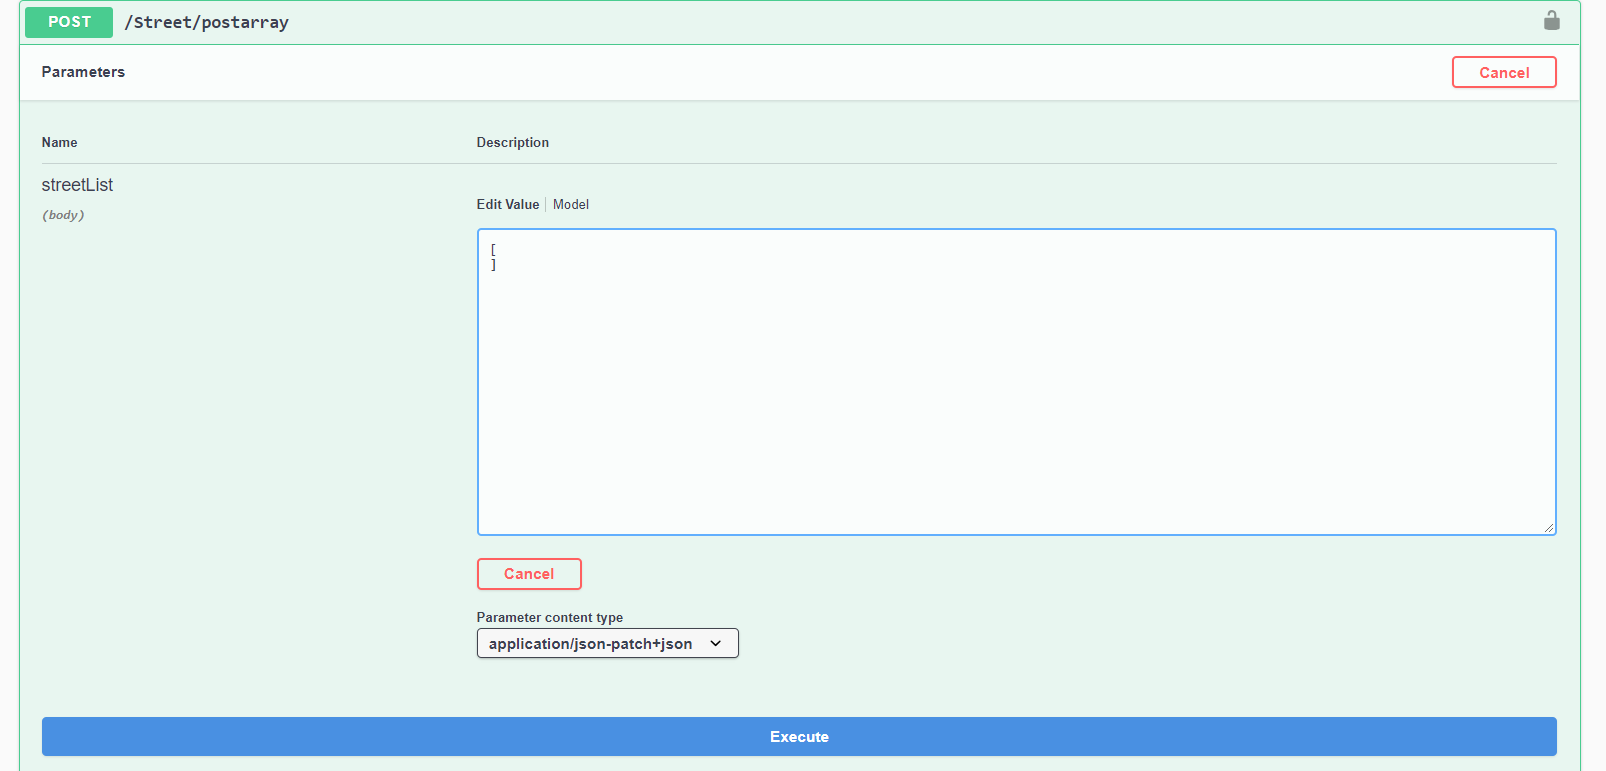 POST /Street/postarray
Parameters
Cancel
Name Description
streetList
(body)
Edit Value Model
[
]
Cancel
Parameter content type
application/json-patch+json
Execute